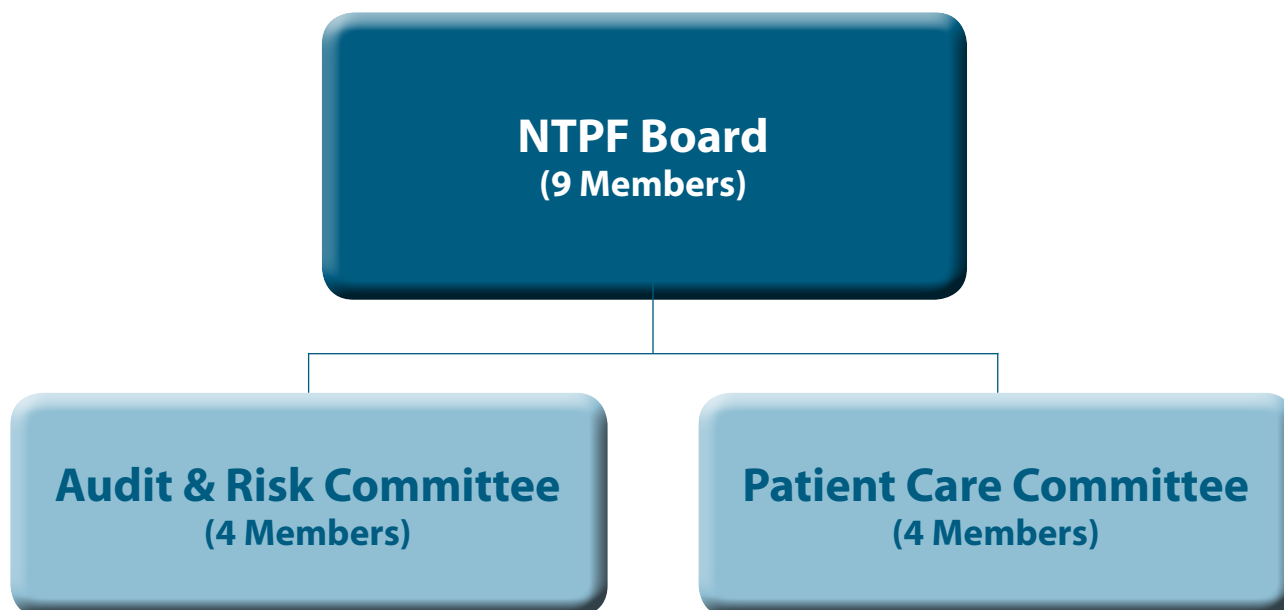 NTPF Board
(9 Members)
Audit & Risk Committee
(4 Members)
Patient Care Committee
(4 Members)